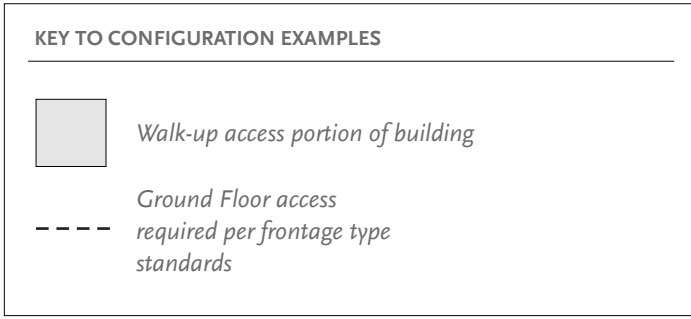 KEY TO CONFIGURATION EXAMPLES
Walk-up access portion of building
Ground Floor access
required per frontage type
standards